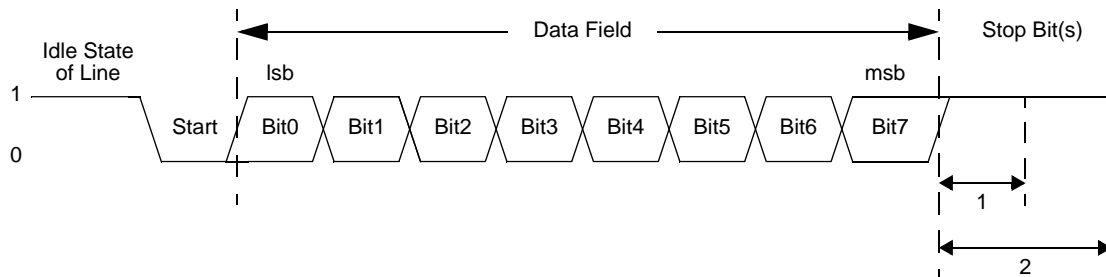 Data Field
Stop Bit(s)
Idle State
of Line
lsb
msb
1
Start
Bit0
Bit1
Bit2
Bit3
Bit4
Bit5
Bit6
Bit7
0
1
2